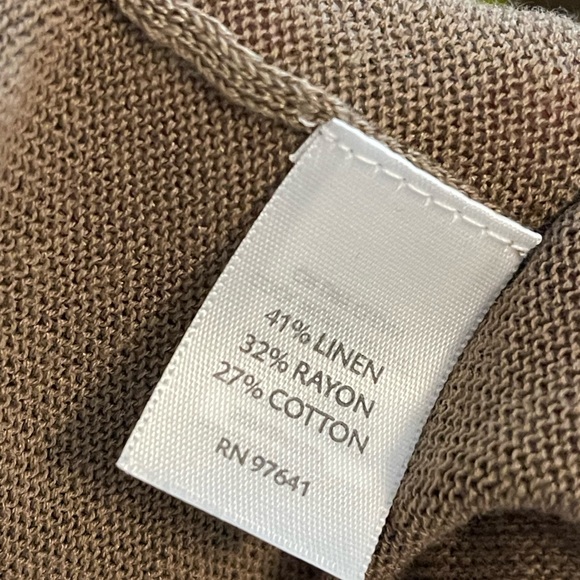 41% LINEN
32% RAYON
27% COTTON
RN 97641